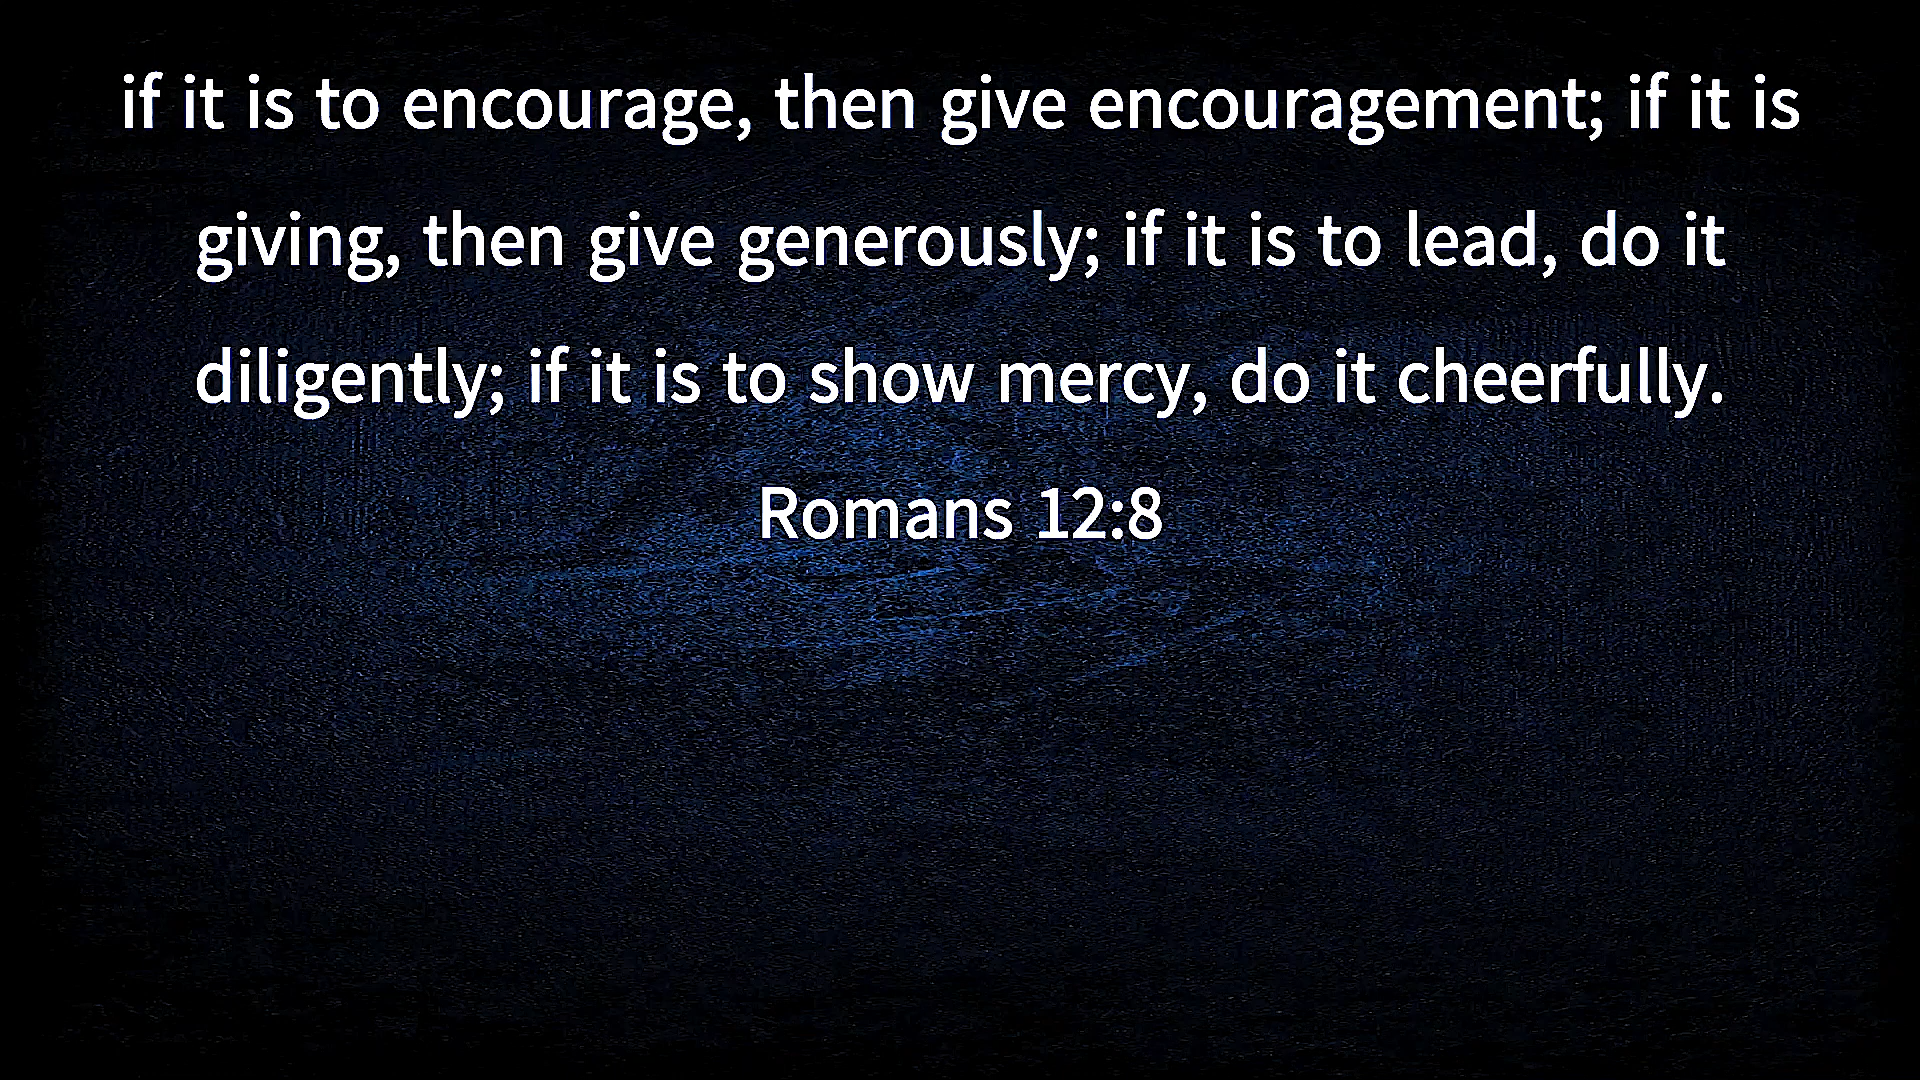 if it is to encourage, then give encouragement; if it is
giving, then give generously; if it is to lead, do it
diligently; if it is to show mercy, do it cheerfully.
Romans 12:8